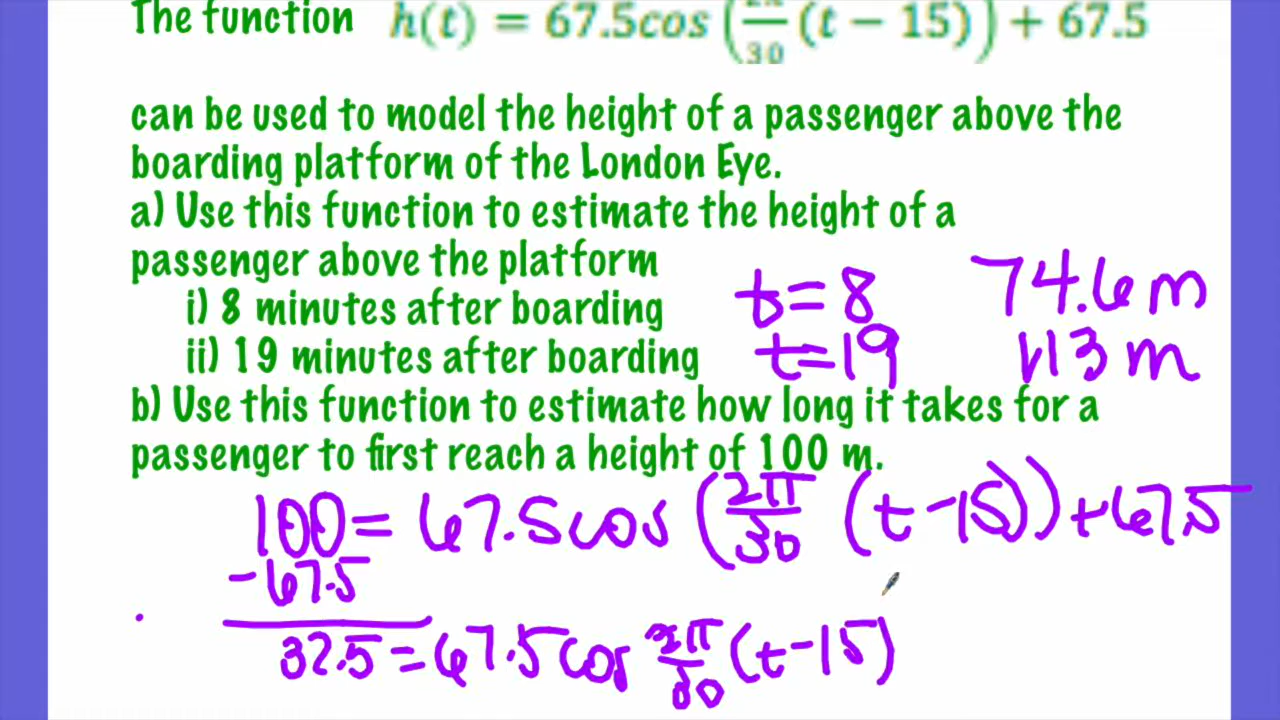 The function h(t) = 67.5cos (2π/30 (t − 15)) + 67.5
can be used to model the height of a passenger above the
boarding platform of the London Eye.
a) Use this function to estimate the height of a
passenger above the platform
i) 8 minutes after boarding t=8 74.6m
ii) 19 minutes after boarding t=19 113m
b) Use this function to estimate how long it takes for a
passenger to first reach a height of 100 m.
100 = 67.5cos (2π/30 (t-15)) +67.5
-67.5
32.5 = 67.5cos 2π/30 (t-15)